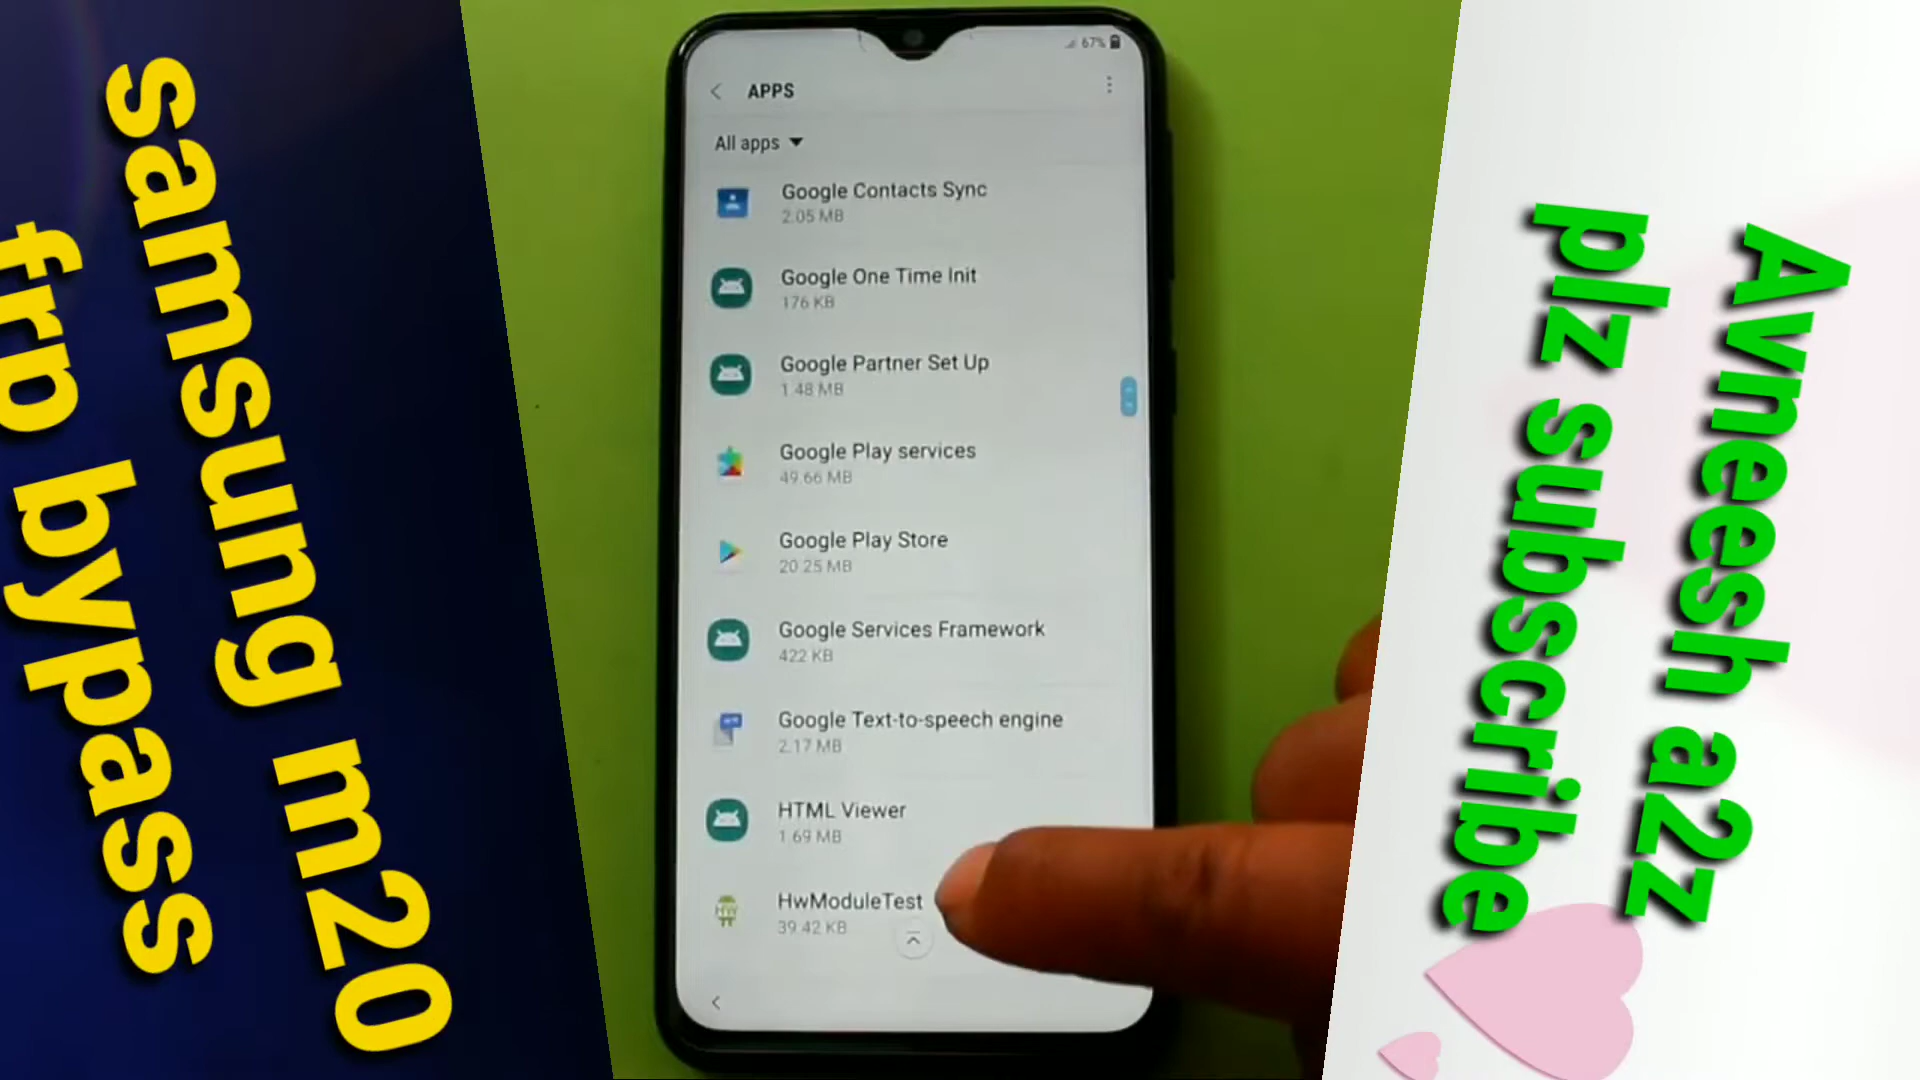 samsung m20
frp bypass
67%
APPS
All apps
Google Contacts Sync
2.05 MB
Google One Time Init
176 KB
Google Partner Set Up
1.48 MB
Google Play services
49.66 MB
Google Play Store
20.25 MB
Google Services Framework
422 KB
Google Text-to-speech engine
2.17 MB
HTML Viewer
1.69 MB
HW
HwModuleTest
39.42 KB
Avneesh a2z
plz subscribe